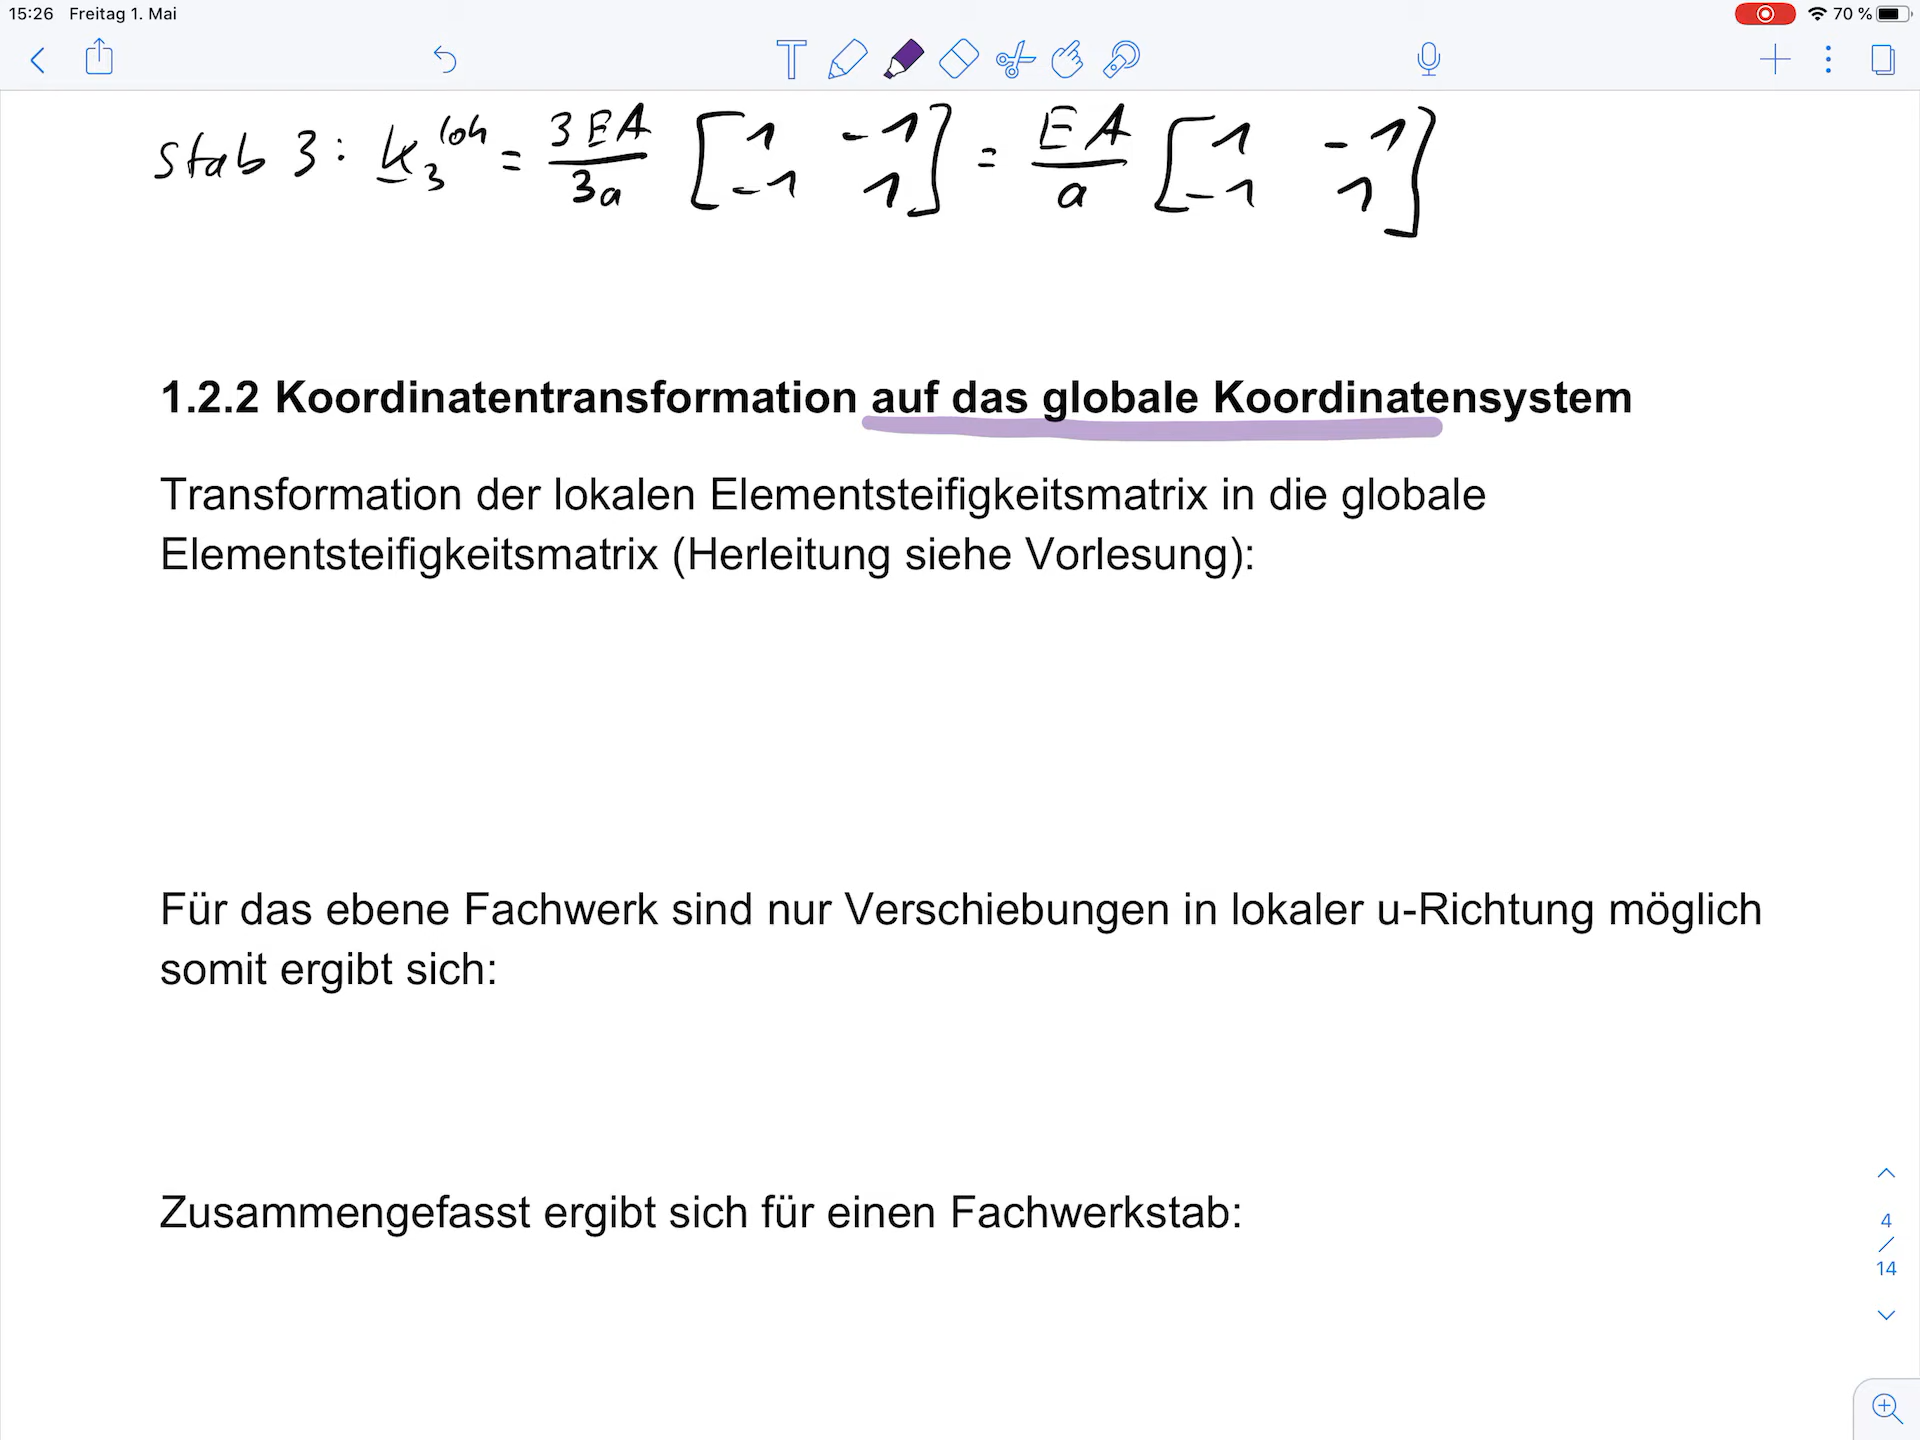 15:26 Freitag 1. Mai 70 %
T
Stab 3: k₃^lok = 3EA/3a [1 -1; -1 1] = EA/a [1 -1; -1 1]
1.2.2 Koordinatentransformation auf das globale Koordinatensystem
Transformation der lokalen Elementsteifigkeitsmatrix in die globale
Elementsteifigkeitsmatrix (Herleitung siehe Vorlesung):
Für das ebene Fachwerk sind nur Verschiebungen in lokaler u-Richtung möglich
somit ergibt sich:
Zusammengefasst ergibt sich für einen Fachwerkstab:
4
/
14